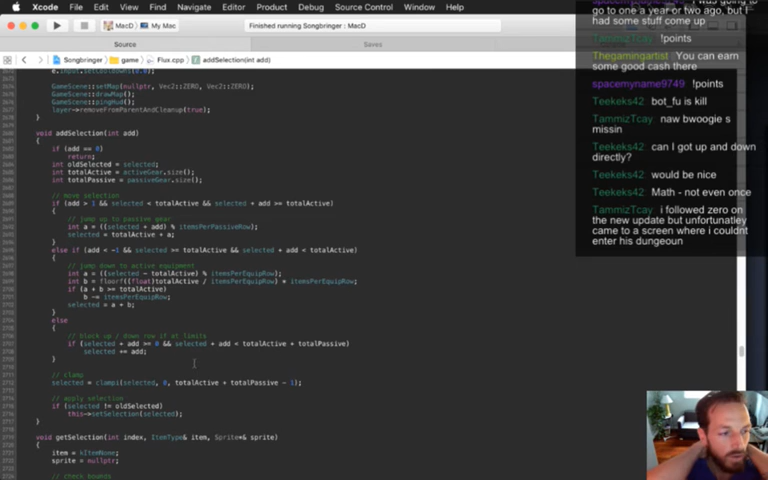 Xcode File Edit View Find Navigate Editor Product Debug Source Control Window Help
MacD My Mac
Finished running Songbringer : MacD
Source
Saves
Songbringer game Flux.cpp addSelection(int add)
GameScene::setMap(nullptr, Vec2::ZERO, Vec2::ZERO);
GameScene::drawMap();
GameScene::pingHud();
layer->removeFromParentAndCleanup(true);
}
void addSelection(int add)
{
if (add == 0)
return;
int oldSelected = selected;
int totalActive = activeGear.size();
int totalPassive = passiveGear.size();
// move selection
if (add > 1 && selected < totalActive && selected + add >= totalActive)
{
// jump up to passive gear
int a = ((selected + add) % itemsPerPassiveRow);
selected = totalActive + a;
}
else if (add < -1 && selected >= totalActive && selected + add < totalActive)
{
// jump down to active equipment
int a = ((selected - totalActive) % itemsPerEquipRow);
int b = floorf((float)totalActive / itemsPerEquipRow) * itemsPerEquipRow;
if (a + b >= totalActive)
b -= itemsPerEquipRow;
selected = a + b;
}
else
{
// block up / down row if at limits
if (selected + add >= 0 && selected + add < totalActive + totalPassive)
selected += add;
}
// clamp
selected = clampi(selected, 0, totalActive + totalPassive - 1);
// apply selection
if (selected != oldSelected)
this->setSelection(selected);
}
void getSelection(int index, ItemType& item, Sprite*& sprite)
{
item = kItemNone;
sprite = nullptr;
// check bounds
go to one a year or two ago, but I
had some stuff come up
TammizTcay !points
Thegamingartist You can earn
some good cash there
spacemyname9749 !points
Teekeks42 bot_fu is kill
TammizTcay naw bwoogie s
missin
Teekeks42 can I got up and down
directly?
Teekeks42 would be nice
Teekeks42 Math - not even once
TammizTcay i followed zero on
the new update but unfortunatley
came to a screen where i couldnt
enter his dungeoun